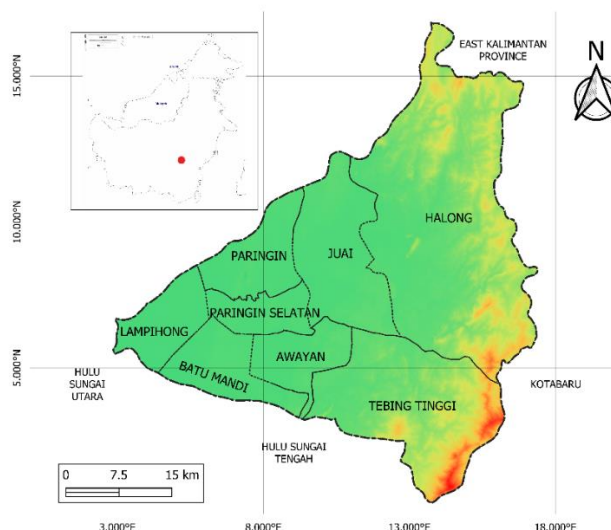 EAST KALIMANTAN
PROVINCE
N
15.000°N
HALONG
10.000°N
PARINGIN
JUAI
PARINGIN SELATAN
LAMPIHONG
AWAYAN
5.000°N
HULU
SUNGAI
UTARA
BATU MANDI
TEBING TINGGI
KOTABARU
HULU SUNGAI
TENGAH
0 7.5 15 km
3.000°E 8.000°E 13.000°E 18.000°E